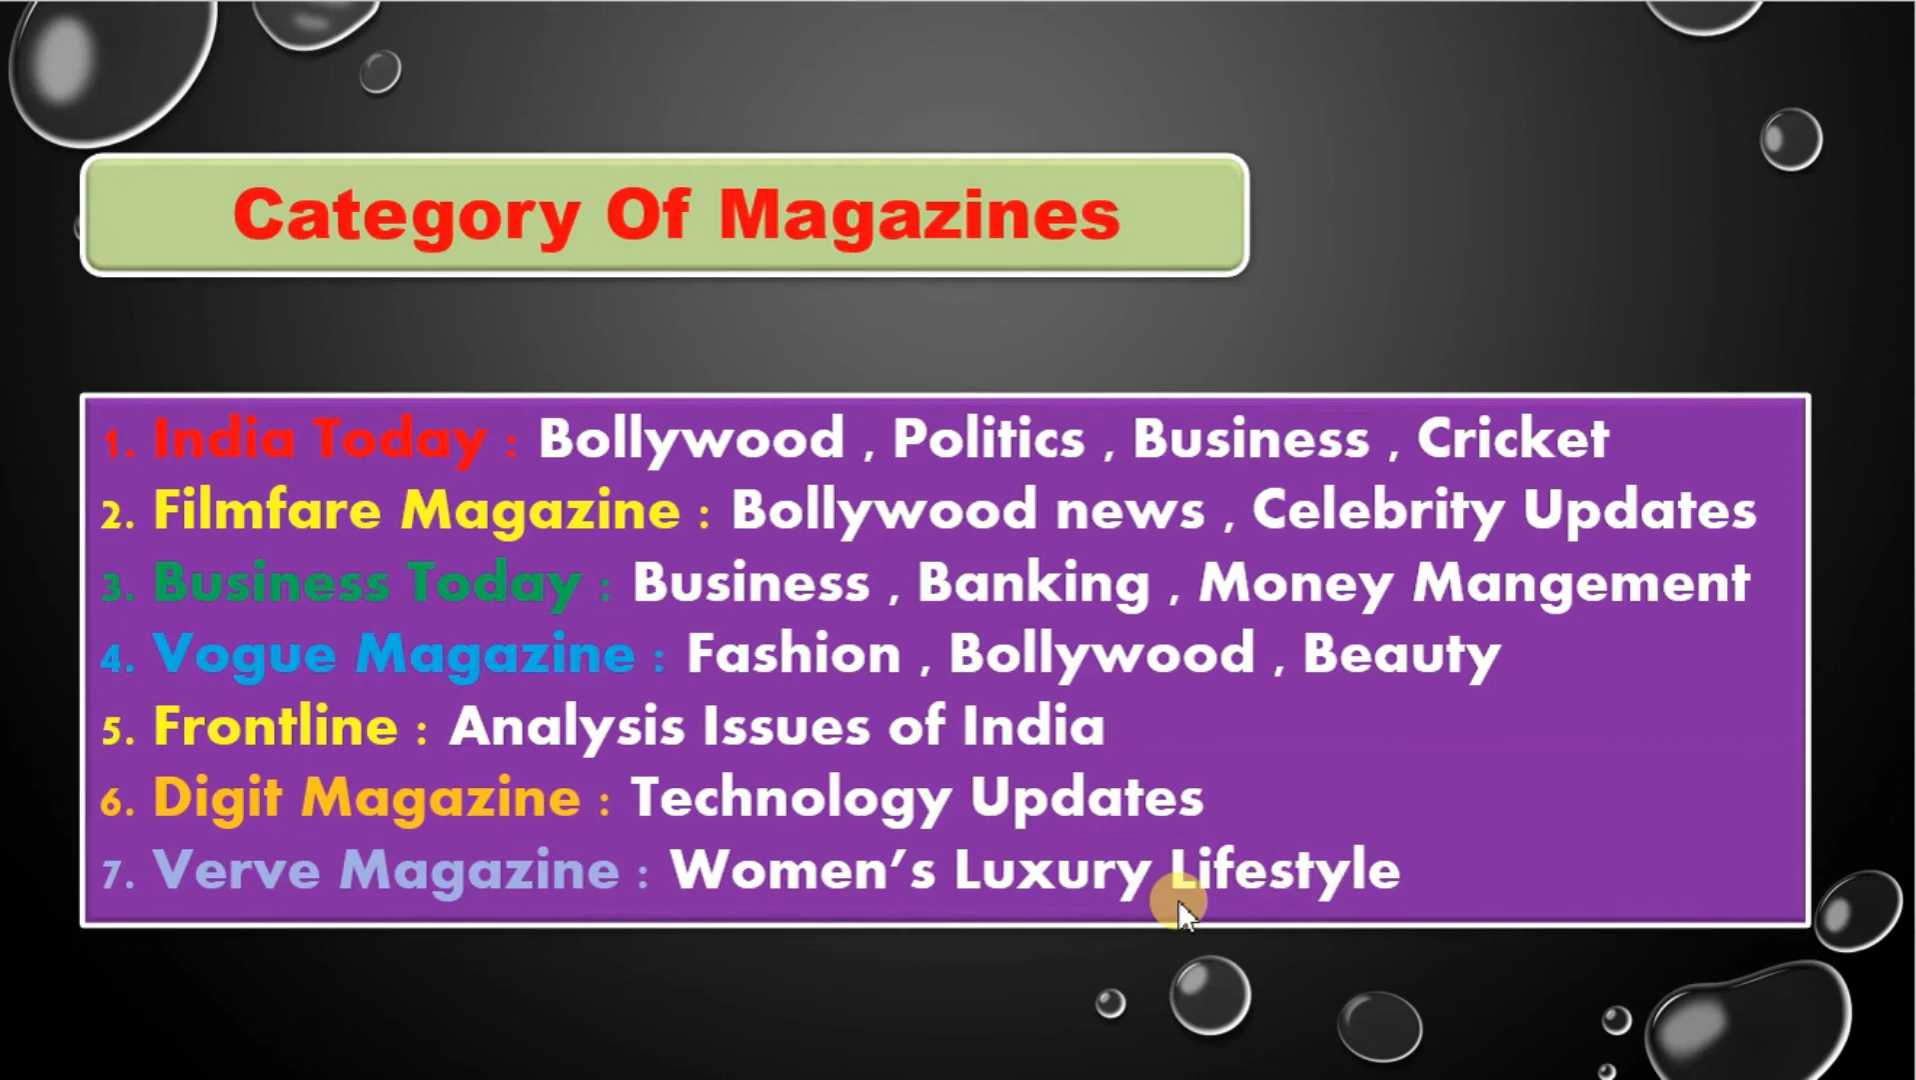 Category Of Magazines
1. India Today : Bollywood , Politics , Business , Cricket
2. Filmfare Magazine : Bollywood news , Celebrity Updates
3. Business Today : Business , Banking , Money Mangement
4. Vogue Magazine : Fashion , Bollywood , Beauty
5. Frontline : Analysis Issues of India
6. Digit Magazine : Technology Updates
7. Verve Magazine : Women’s Luxury Lifestyle